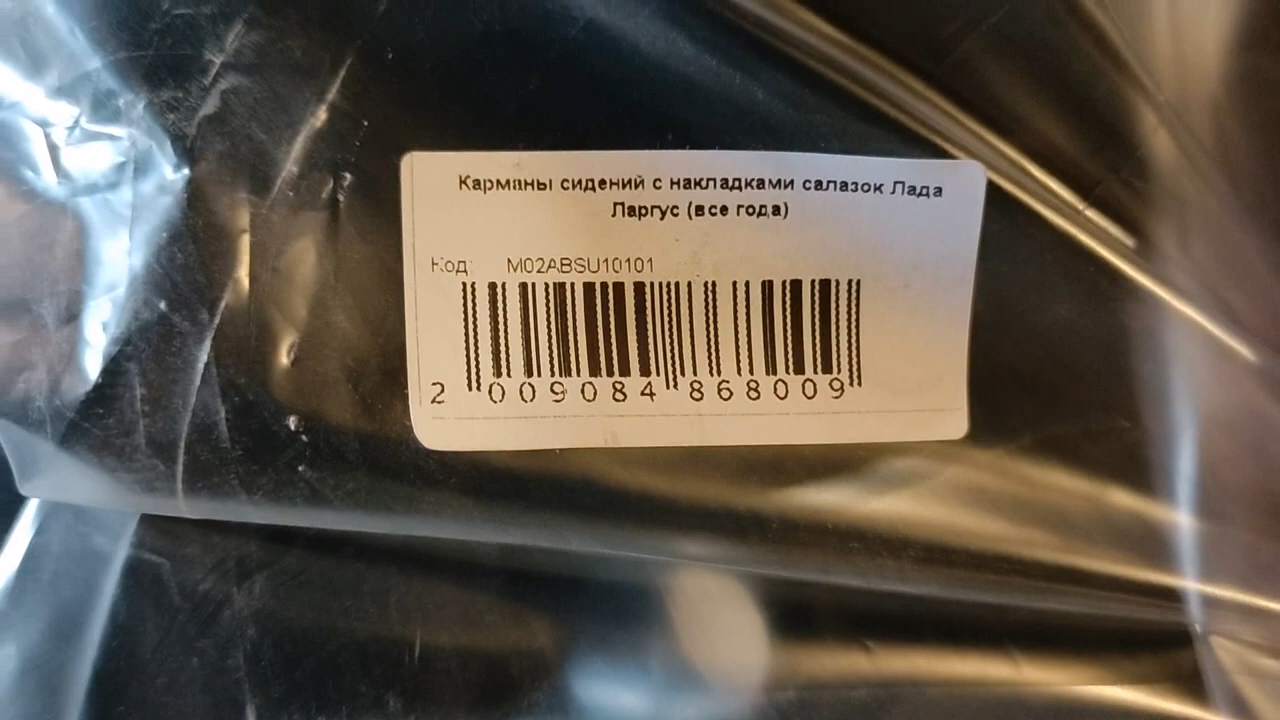 Карманы сидений с накладками салазок Лада
Ларгус (все года)
Код: M02ABSU10101
2 009084 868009